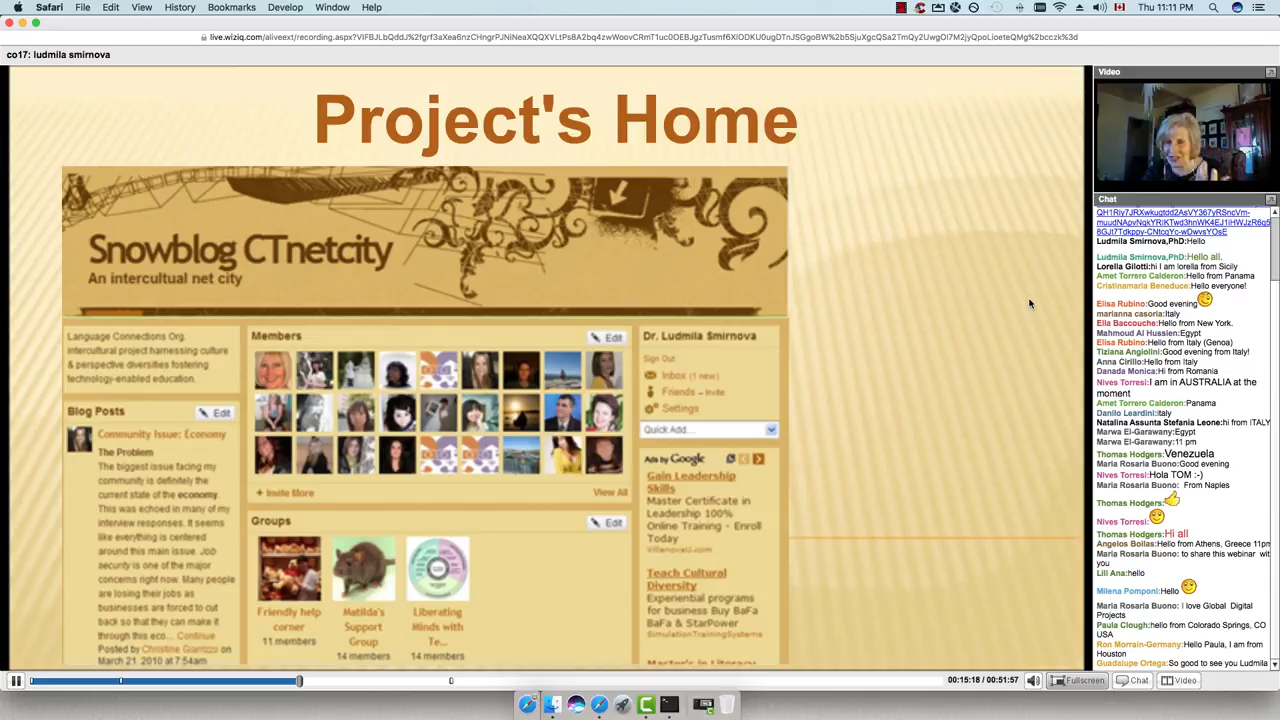 Safari File Edit View History Bookmarks Develop Window Help Thu 11:11 PM
co17: ludmila smirnova
Project's Home
Snowblog CTnetcity
An intercultural net city
Language Connections Org.
intercultural project harnessing culture
& perspective diversities fostering
technology-enabled education.
Blog Posts Edit
Community Issue: Economy
The Problem
The biggest issue facing my
community is definitely the
current state of the economy.
This was echoed in many of my
interview responses. It seems
like everything is centered
around this main issue. Job
security is one of the major
concerns right now. Many people
are losing their jobs as
businesses are forced to cut
back so that they can make it
through this eco... Continue
Posted by Christine Giarrizzo on
March 21, 2010 at 7:54am
Members Edit
+ Invite More View All
Groups Edit
Friendly help
corner
11 members
Matilda's
Support
Group
14 members
Liberating
Minds with
Te...
14 members
Dr. Ludmila Smirnova
Sign Out
Inbox (1 new)
Friends – Invite
Settings
Quick Add...
Ads by Google
Gain Leadership
Skills
Master Certificate in
Leadership 100%
Online Training - Enroll
Today
VillanovaU.com
Teach Cultural
Diversity
Experiential programs
for business Buy BaFa
BaFa & StarPower
SimulationTrainingSystems
Master's in Literacy
Video
Chat
Ludmila Smirnova,PhD:Hello
Ludmila Smirnova,PhD:Hello all.
Lorella Gilotti:hi I am lorella from Sicily
Amet Torrero Calderon:Hello from Panama
Cristinamaria Beneduce:Hello everyone!
Elisa Rubino:Good evening
marianna casoria:Italy
Ella Baccouche:Hello from New York.
Mahmoud Al Hussien:Egypt
Elisa Rubino:Hello from Italy (Genoa)
Tiziana Angiolini:Good evening from Italy!
Anna Cirillo:Hello from Italy
Danada Monica:Hi from Romania
Nives Torresi:I am in AUSTRALIA at the
moment
Amet Torrero Calderon:Panama
Danilo Leardini:italy
Natalina Assunta Stefania Leone:hi from ITALY
Marwa El-Garawany:Egypt
Marwa El-Garawany:11 pm
Thomas Hodgers:Venezuela
Maria Rosaria Buono:Good evening
Nives Torresi:Hola TOM :-)
Maria Rosaria Buono: From Naples
Thomas Hodgers:
Nives Torresi:
Thomas Hodgers:Hi all
Angelos Bollas:Hello from Athens, Greece 11pm
Maria Rosaria Buono:to share this webinar with
you
Lili Ana:hello
Milena Pomponi:Hello
Maria Rosaria Buono:I love Global Digital
Projects
Paula Clough:hello from Colorado Springs, CO
USA
Ron Morrain-Germany:Hello Paula, I am from
Houston
Guadalupe Ortega:So good to see you Ludmila
00:15:18 / 00:51:57 Fullscreen Chat Video